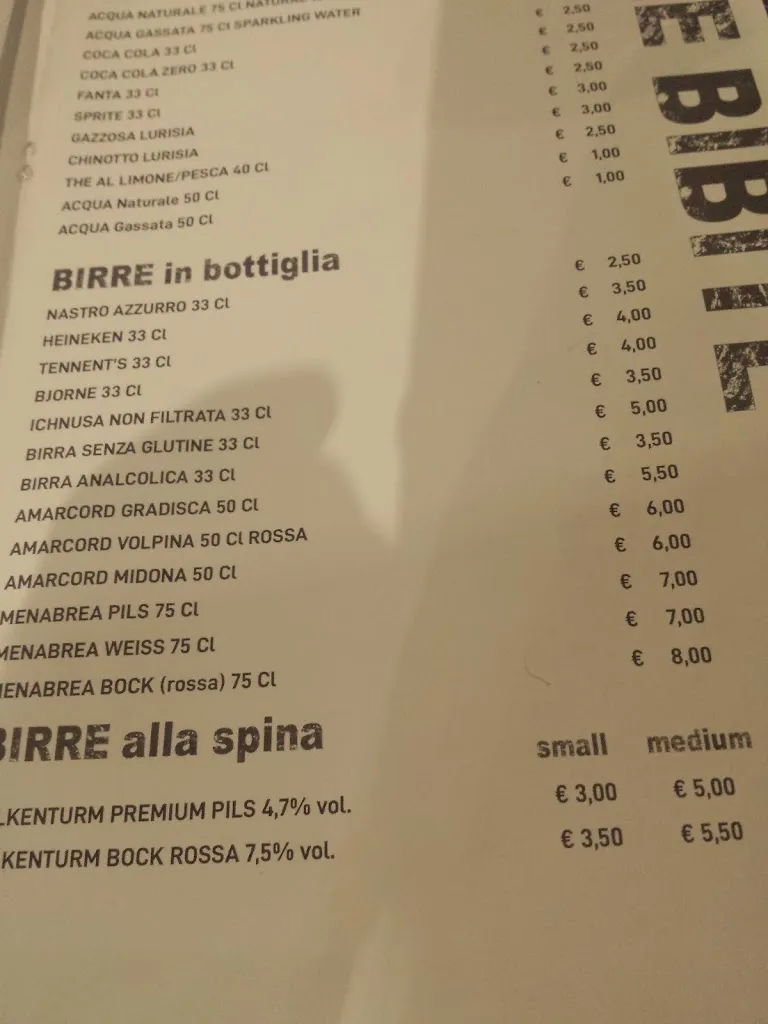 ACQUA NATURALE 75 Cl
ACQUA GASSATA 75 Cl SPARKLING WATER
COCA COLA 33 Cl € 2,50
COCA COLA ZERO 33 Cl € 2,50
FANTA 33 Cl € 2,50
SPRITE 33 Cl € 2,50
GAZZOSA LURISIA € 3,00
CHINOTTO LURISIA € 3,00
THE AL LIMONE/PESCA 40 Cl € 2,50
ACQUA Naturale 50 Cl € 1,00
ACQUA Gassata 50 Cl € 1,00
BIRRE in bottiglia
NASTRO AZZURRO 33 Cl € 2,50
HEINEKEN 33 Cl € 3,50
TENNENT'S 33 Cl € 4,00
BJORNE 33 Cl € 4,00
ICHNUSA NON FILTRATA 33 Cl € 3,50
BIRRA SENZA GLUTINE 33 Cl € 5,00
BIRRA ANALCOLICA 33 Cl € 3,50
AMARCORD GRADISCA 50 Cl € 5,50
AMARCORD VOLPINA 50 Cl ROSSA € 6,00
AMARCORD MIDONA 50 Cl € 6,00
MENABREA PILS 75 Cl € 7,00
MENABREA WEISS 75 Cl € 7,00
MENABREA BOCK (rossa) 75 Cl € 8,00
BIRRE alla spina small medium
LKENTURM PREMIUM PILS 4,7% vol. € 3,00 € 5,00
KENTURM BOCK ROSSA 7,5% vol. € 3,50 € 5,50